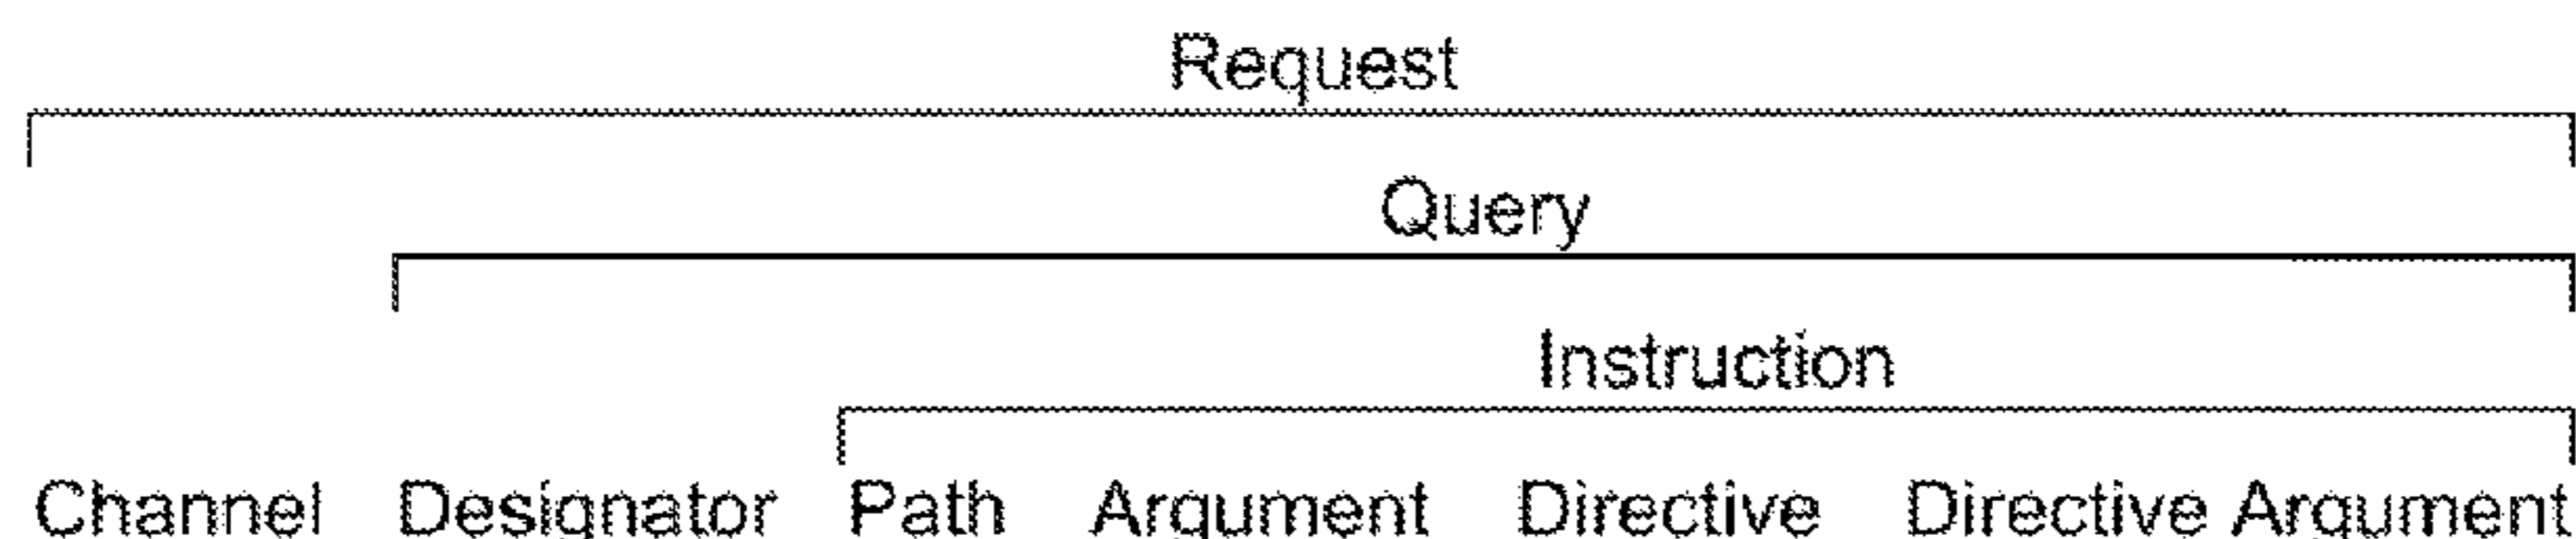 Request
Query
Instruction
Channel Designator Path Argument Directive Directive Argument